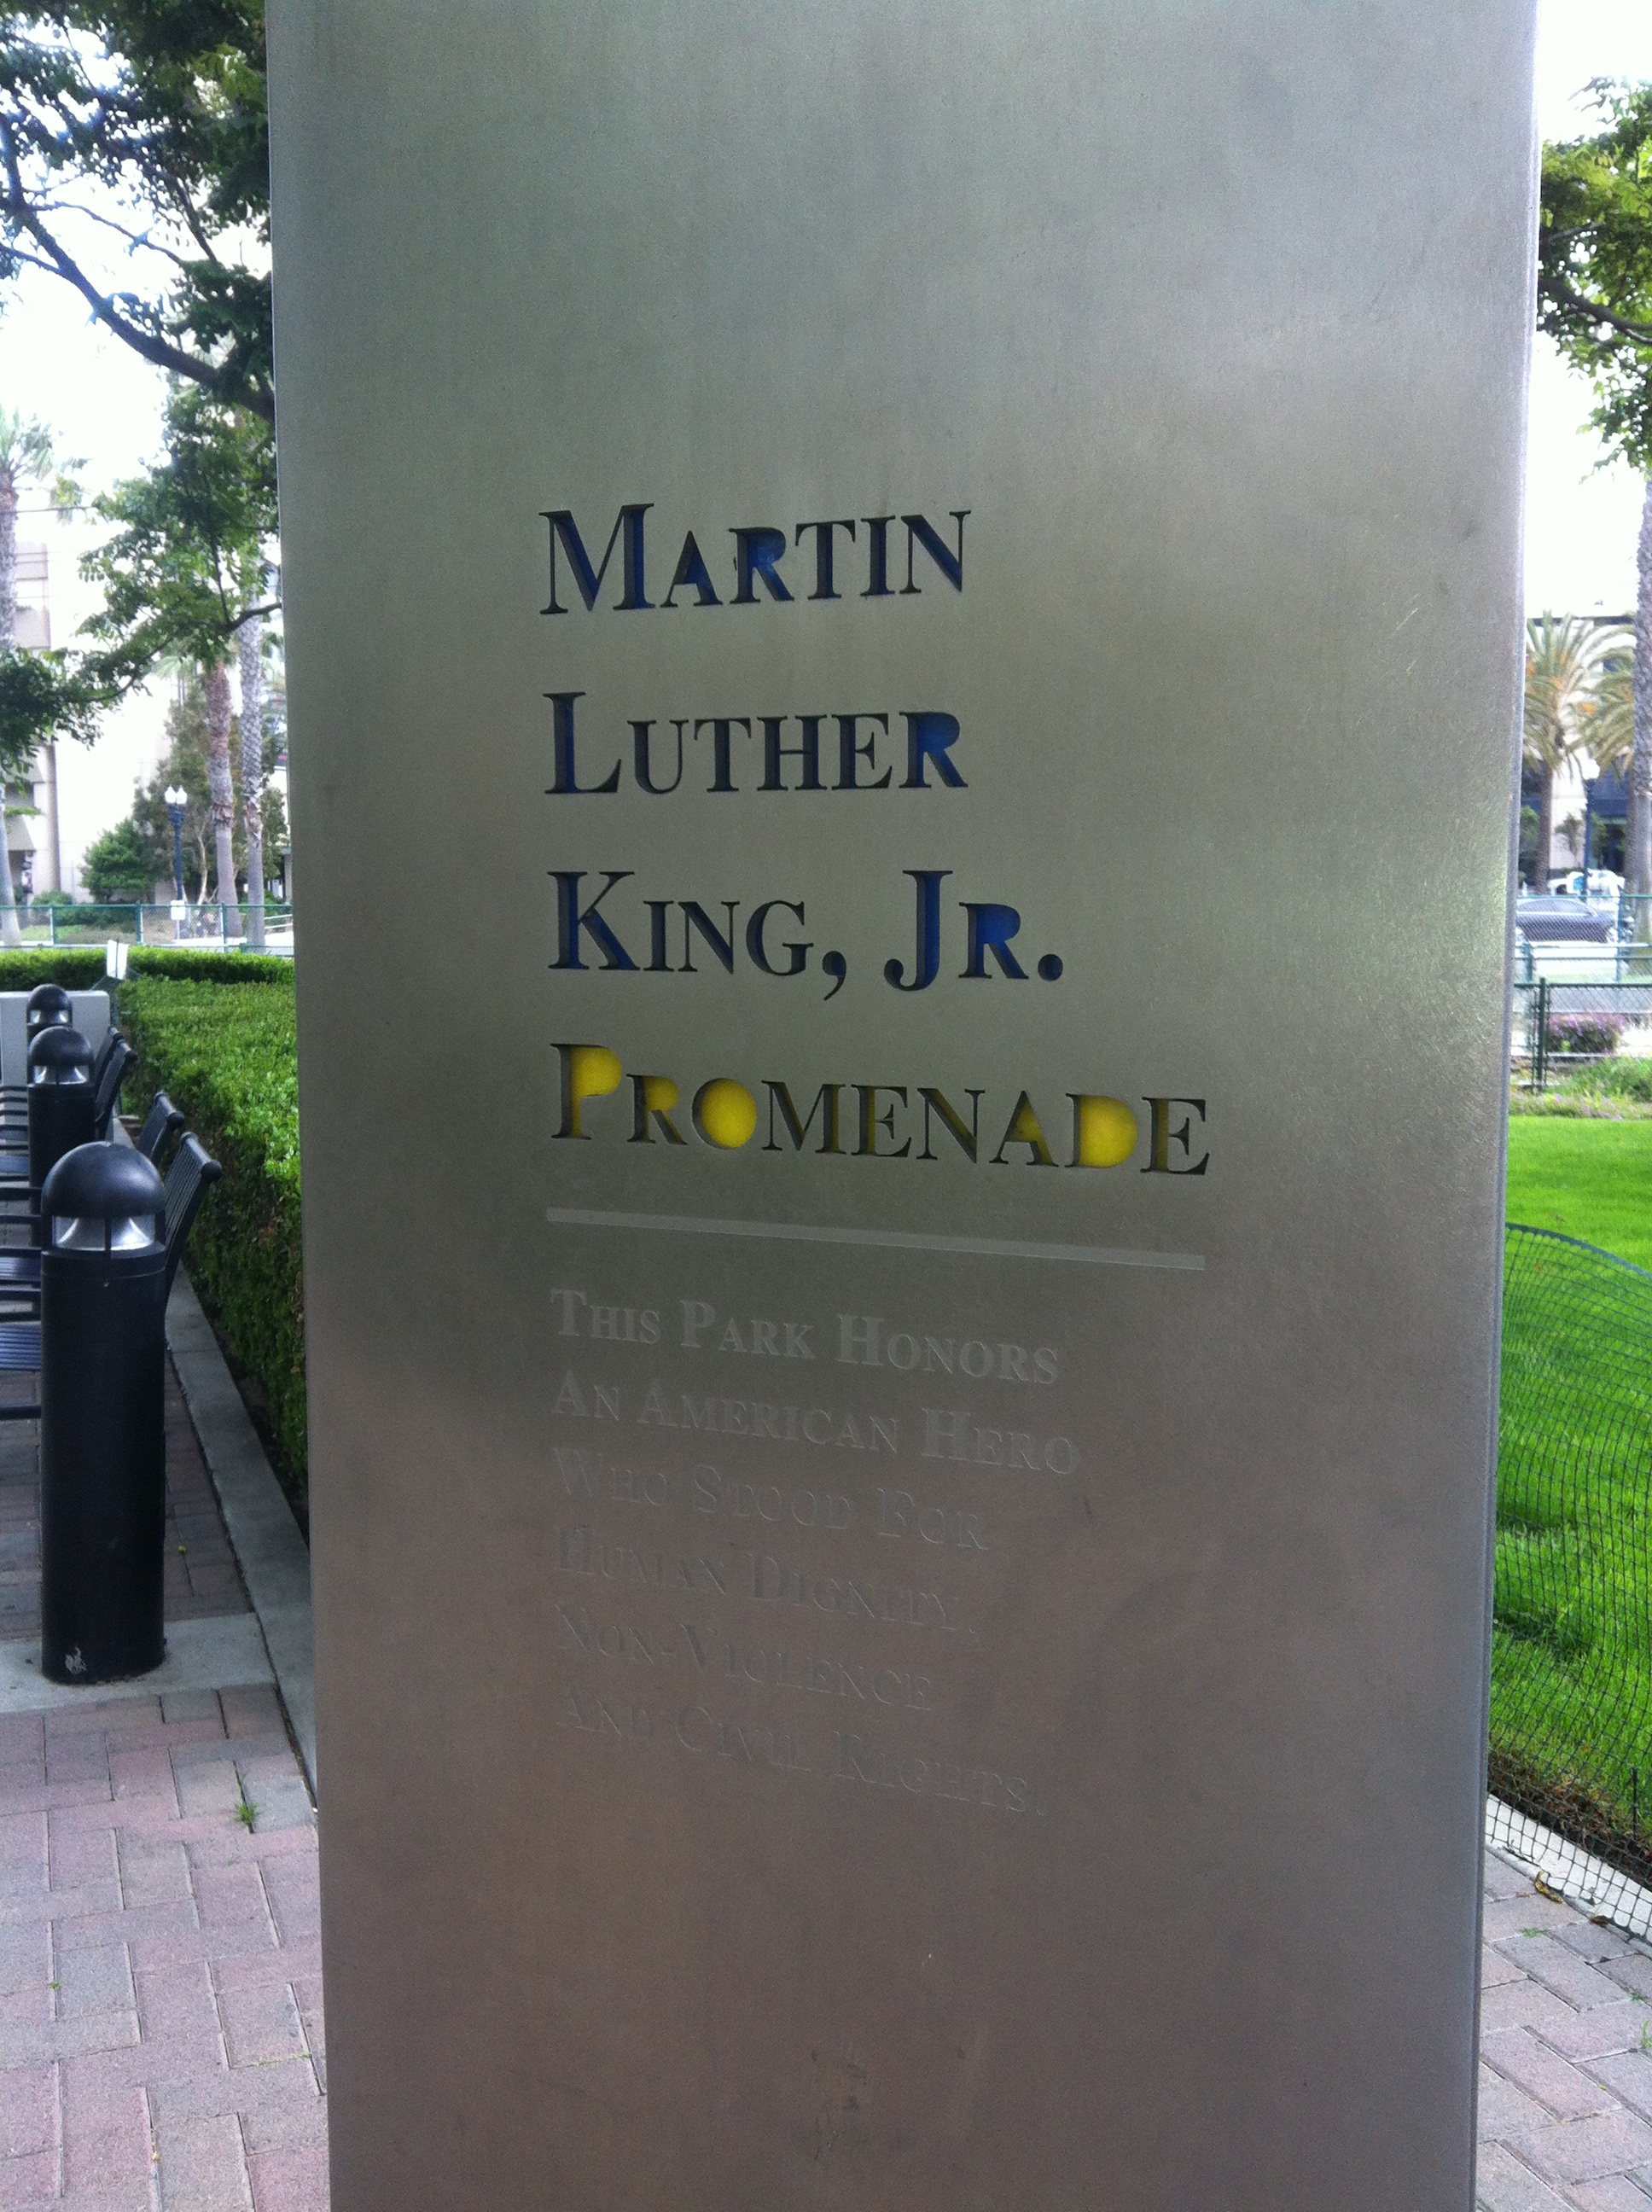 MARTIN
LUTHER
KING, JR.
PROMENADE
THIS PARK HONORS
AN AMERICAN HERO
WHO STOOD FOR
HUMAN DIGNITY,
NON-VIOLENCE
AND CIVIL RIGHTS.